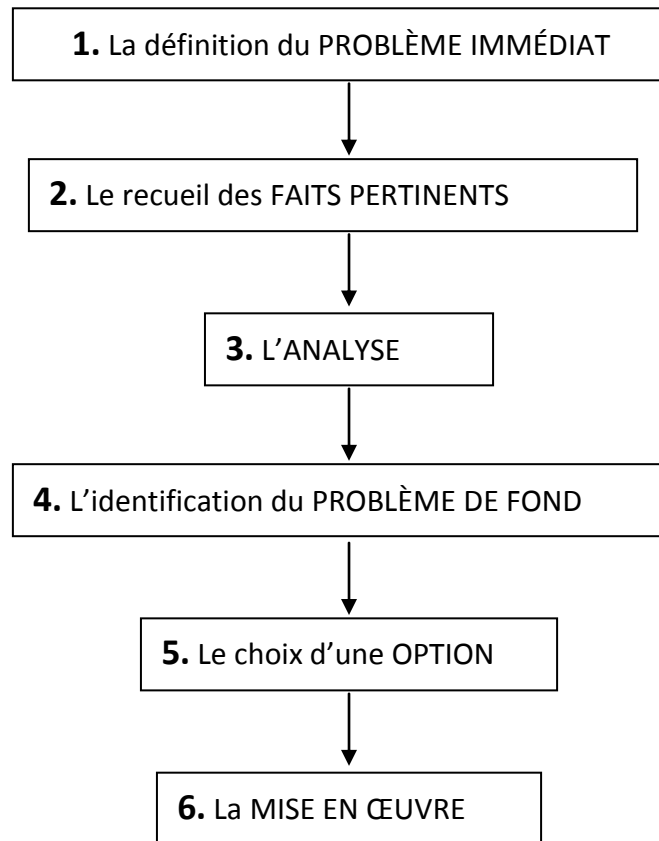 1. La définition du PROBLÈME IMMÉDIAT
2. Le recueil des FAITS PERTINENTS
3. L’ANALYSE
4. L’identification du PROBLÈME DE FOND
5. Le choix d’une OPTION
6. La MISE EN ŒUVRE